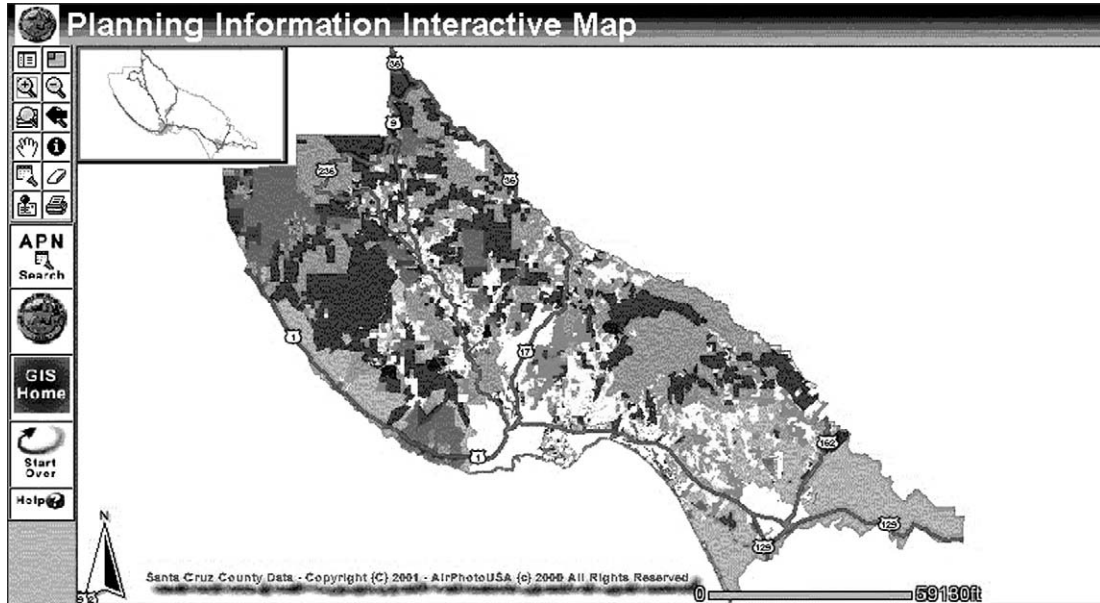 Planning Information Interactive Map
36
9
236
35
1
17
1
152
129
129
APN
Search
GIS
Home
Start
Over
Help
N
Santa Cruz County Data - Copyright (C) 2001 - AirPhotoUSA (c) 2000 All Rights Reserved
0 59130ft